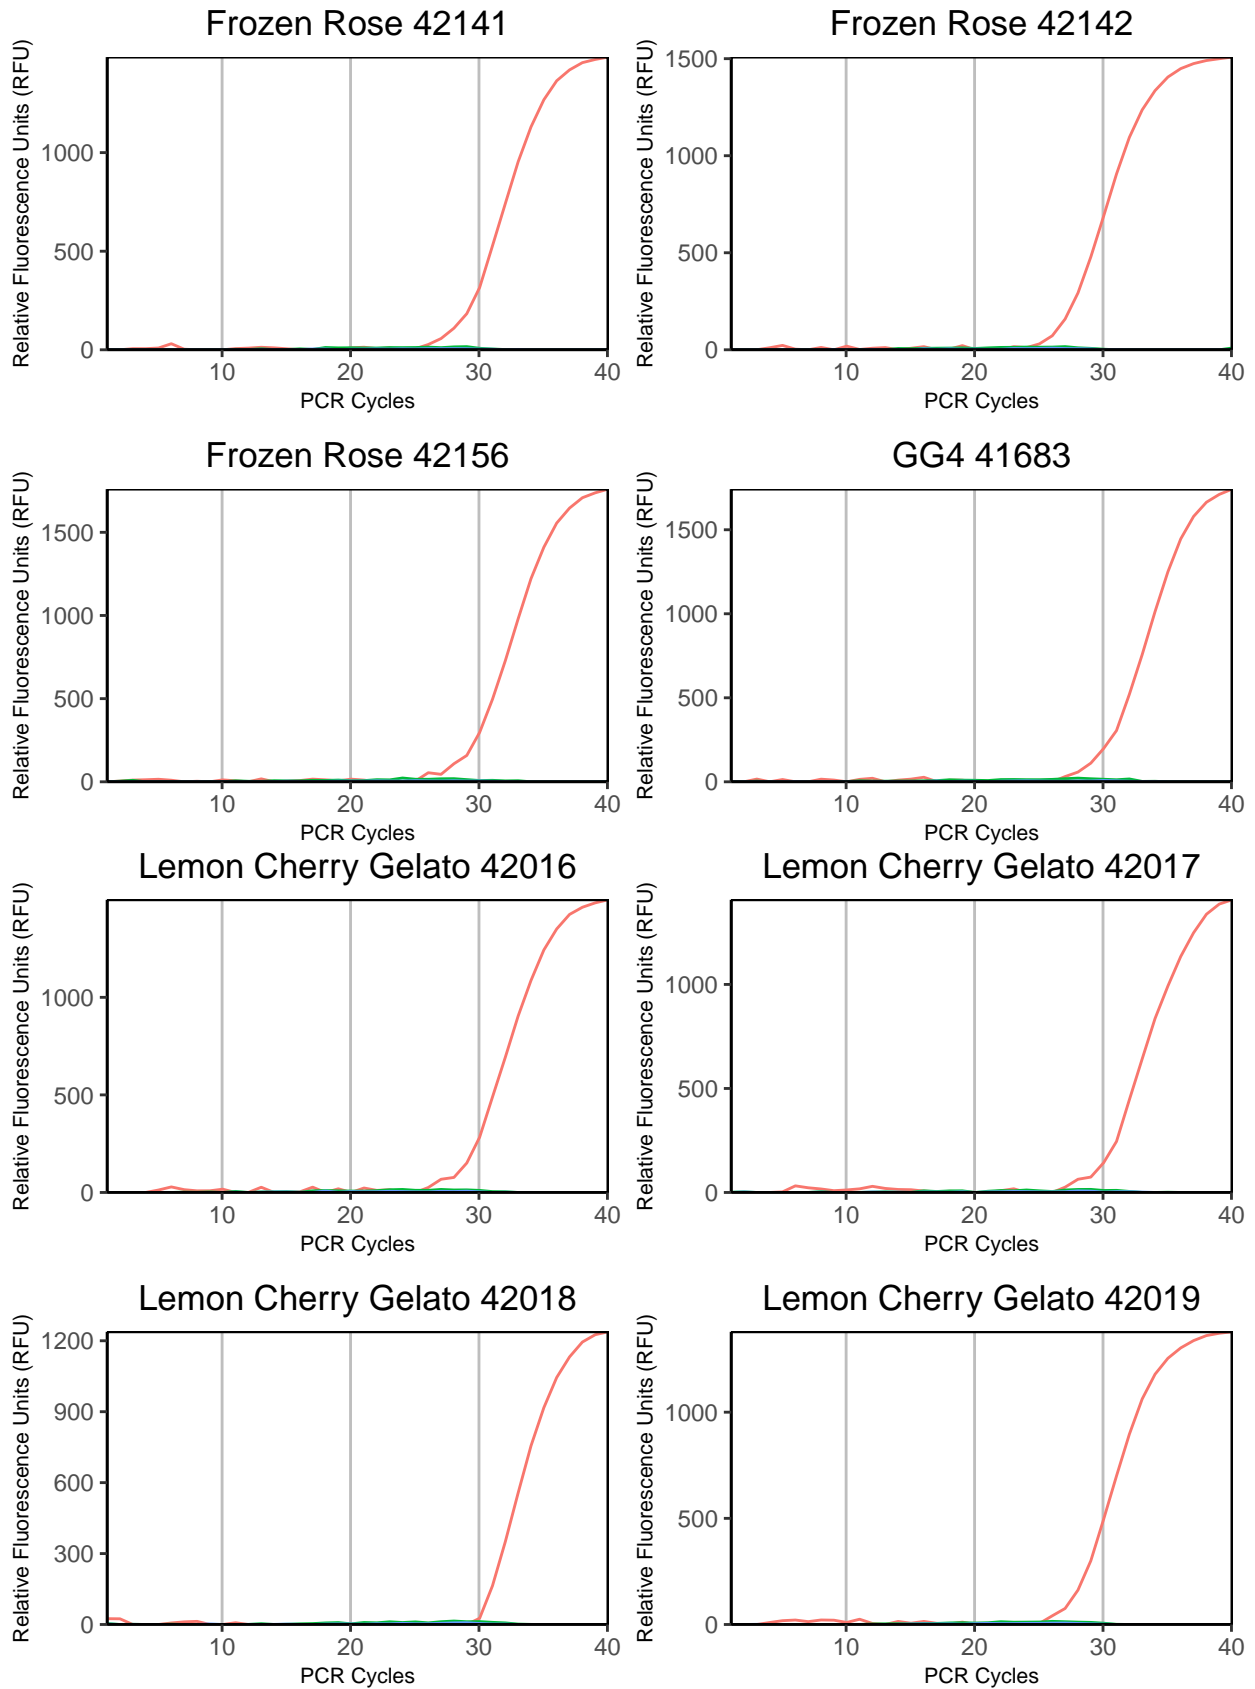 Frozen Rose 42141
Relative Fluorescence Units (RFU)
1000
500
0
10 20 30 40
PCR Cycles
Frozen Rose 42142
Relative Fluorescence Units (RFU)
1500
1000
500
0
10 20 30 40
PCR Cycles
Frozen Rose 42156
Relative Fluorescence Units (RFU)
1500
1000
500
0
10 20 30 40
PCR Cycles
GG4 41683
Relative Fluorescence Units (RFU)
1500
1000
500
0
10 20 30 40
PCR Cycles
Lemon Cherry Gelato 42016
Relative Fluorescence Units (RFU)
1000
500
0
10 20 30 40
PCR Cycles
Lemon Cherry Gelato 42017
Relative Fluorescence Units (RFU)
1000
500
0
10 20 30 40
PCR Cycles
Lemon Cherry Gelato 42018
Relative Fluorescence Units (RFU)
1200
900
600
300
0
10 20 30 40
PCR Cycles
Lemon Cherry Gelato 42019
Relative Fluorescence Units (RFU)
1000
500
0
10 20 30 40
PCR Cycles